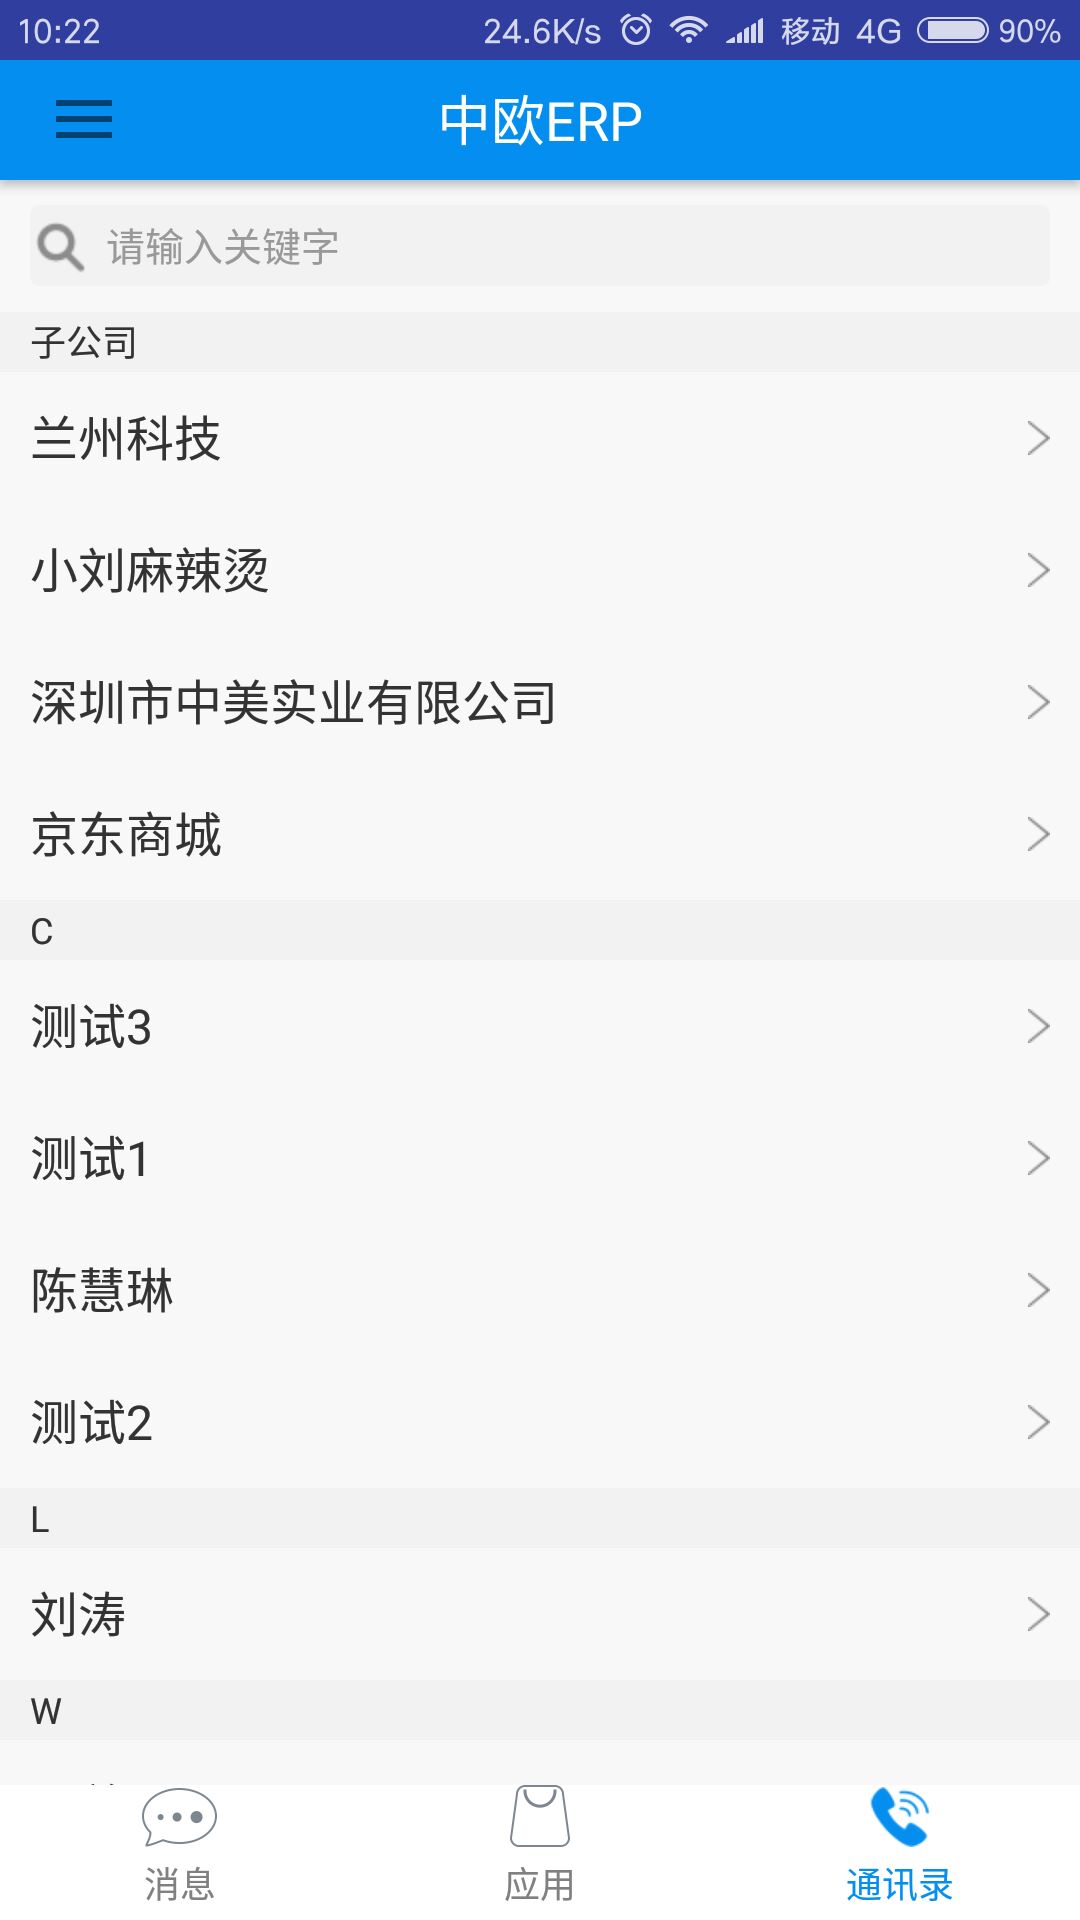 10:22 24.6K/s 移动 4G 90%
中欧ERP
请输入关键字
子公司
兰州科技
小刘麻辣烫
深圳市中美实业有限公司
京东商城
C
测试3
测试1
陈慧琳
测试2
L
刘涛
W
消息 应用 通讯录